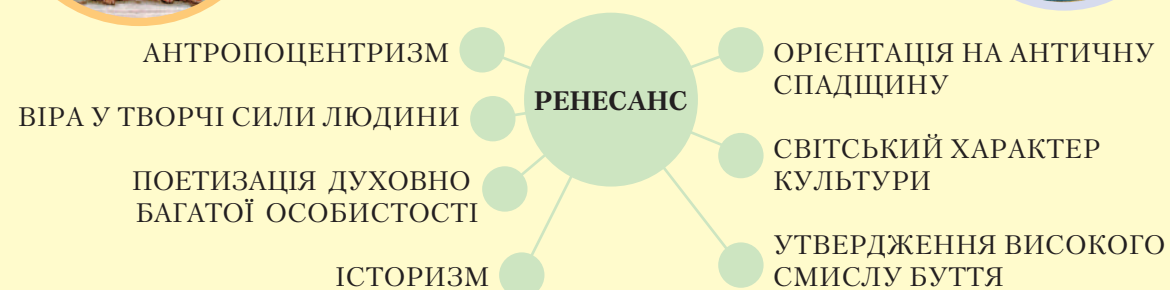 АНТРОПОЦЕНТРИЗМ
ВІРА У ТВОРЧІ СИЛИ ЛЮДИНИ
ПОЕТИЗАЦІЯ ДУХОВНО
БАГАТОЇ ОСОБИСТОСТІ
ІСТОРИЗМ
РЕНЕСАНС
ОРІЄНТАЦІЯ НА АНТИЧНУ
СПАДЩИНУ
СВІТСЬКИЙ ХАРАКТЕР
КУЛЬТУРИ
УТВЕРДЖЕННЯ ВИСОКОГО
СМИСЛУ БУТТЯ